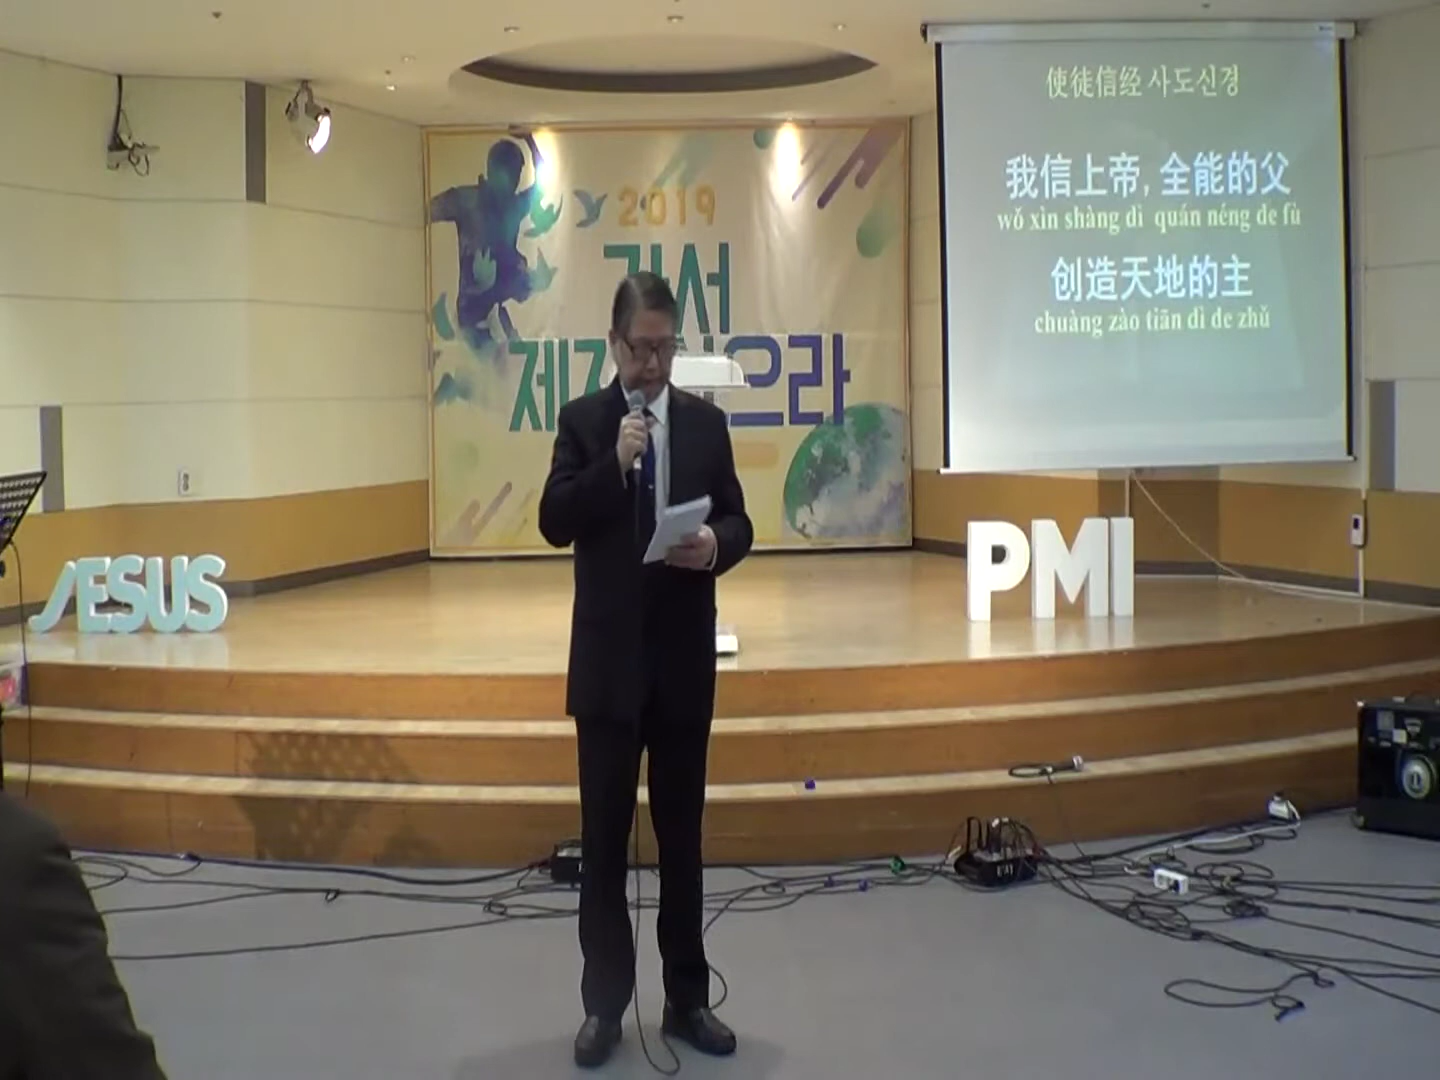 使徒信经 사도신경
我信上帝, 全能的父
wǒ xìn shàng dì quán néng de fù
创造天地的主
chuàng zào tiān dì de zhǔ
2019
JESUS
PMI